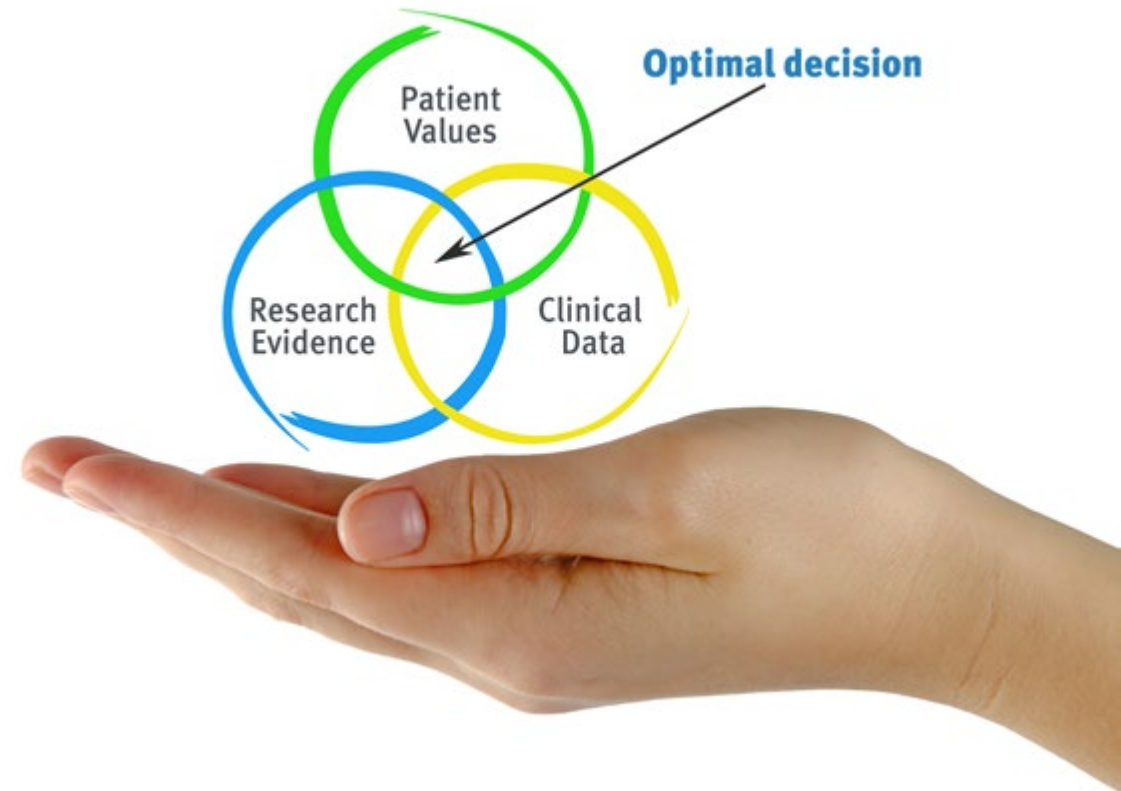 Optimal decision
Patient
Values
Research
Evidence
Clinical
Data